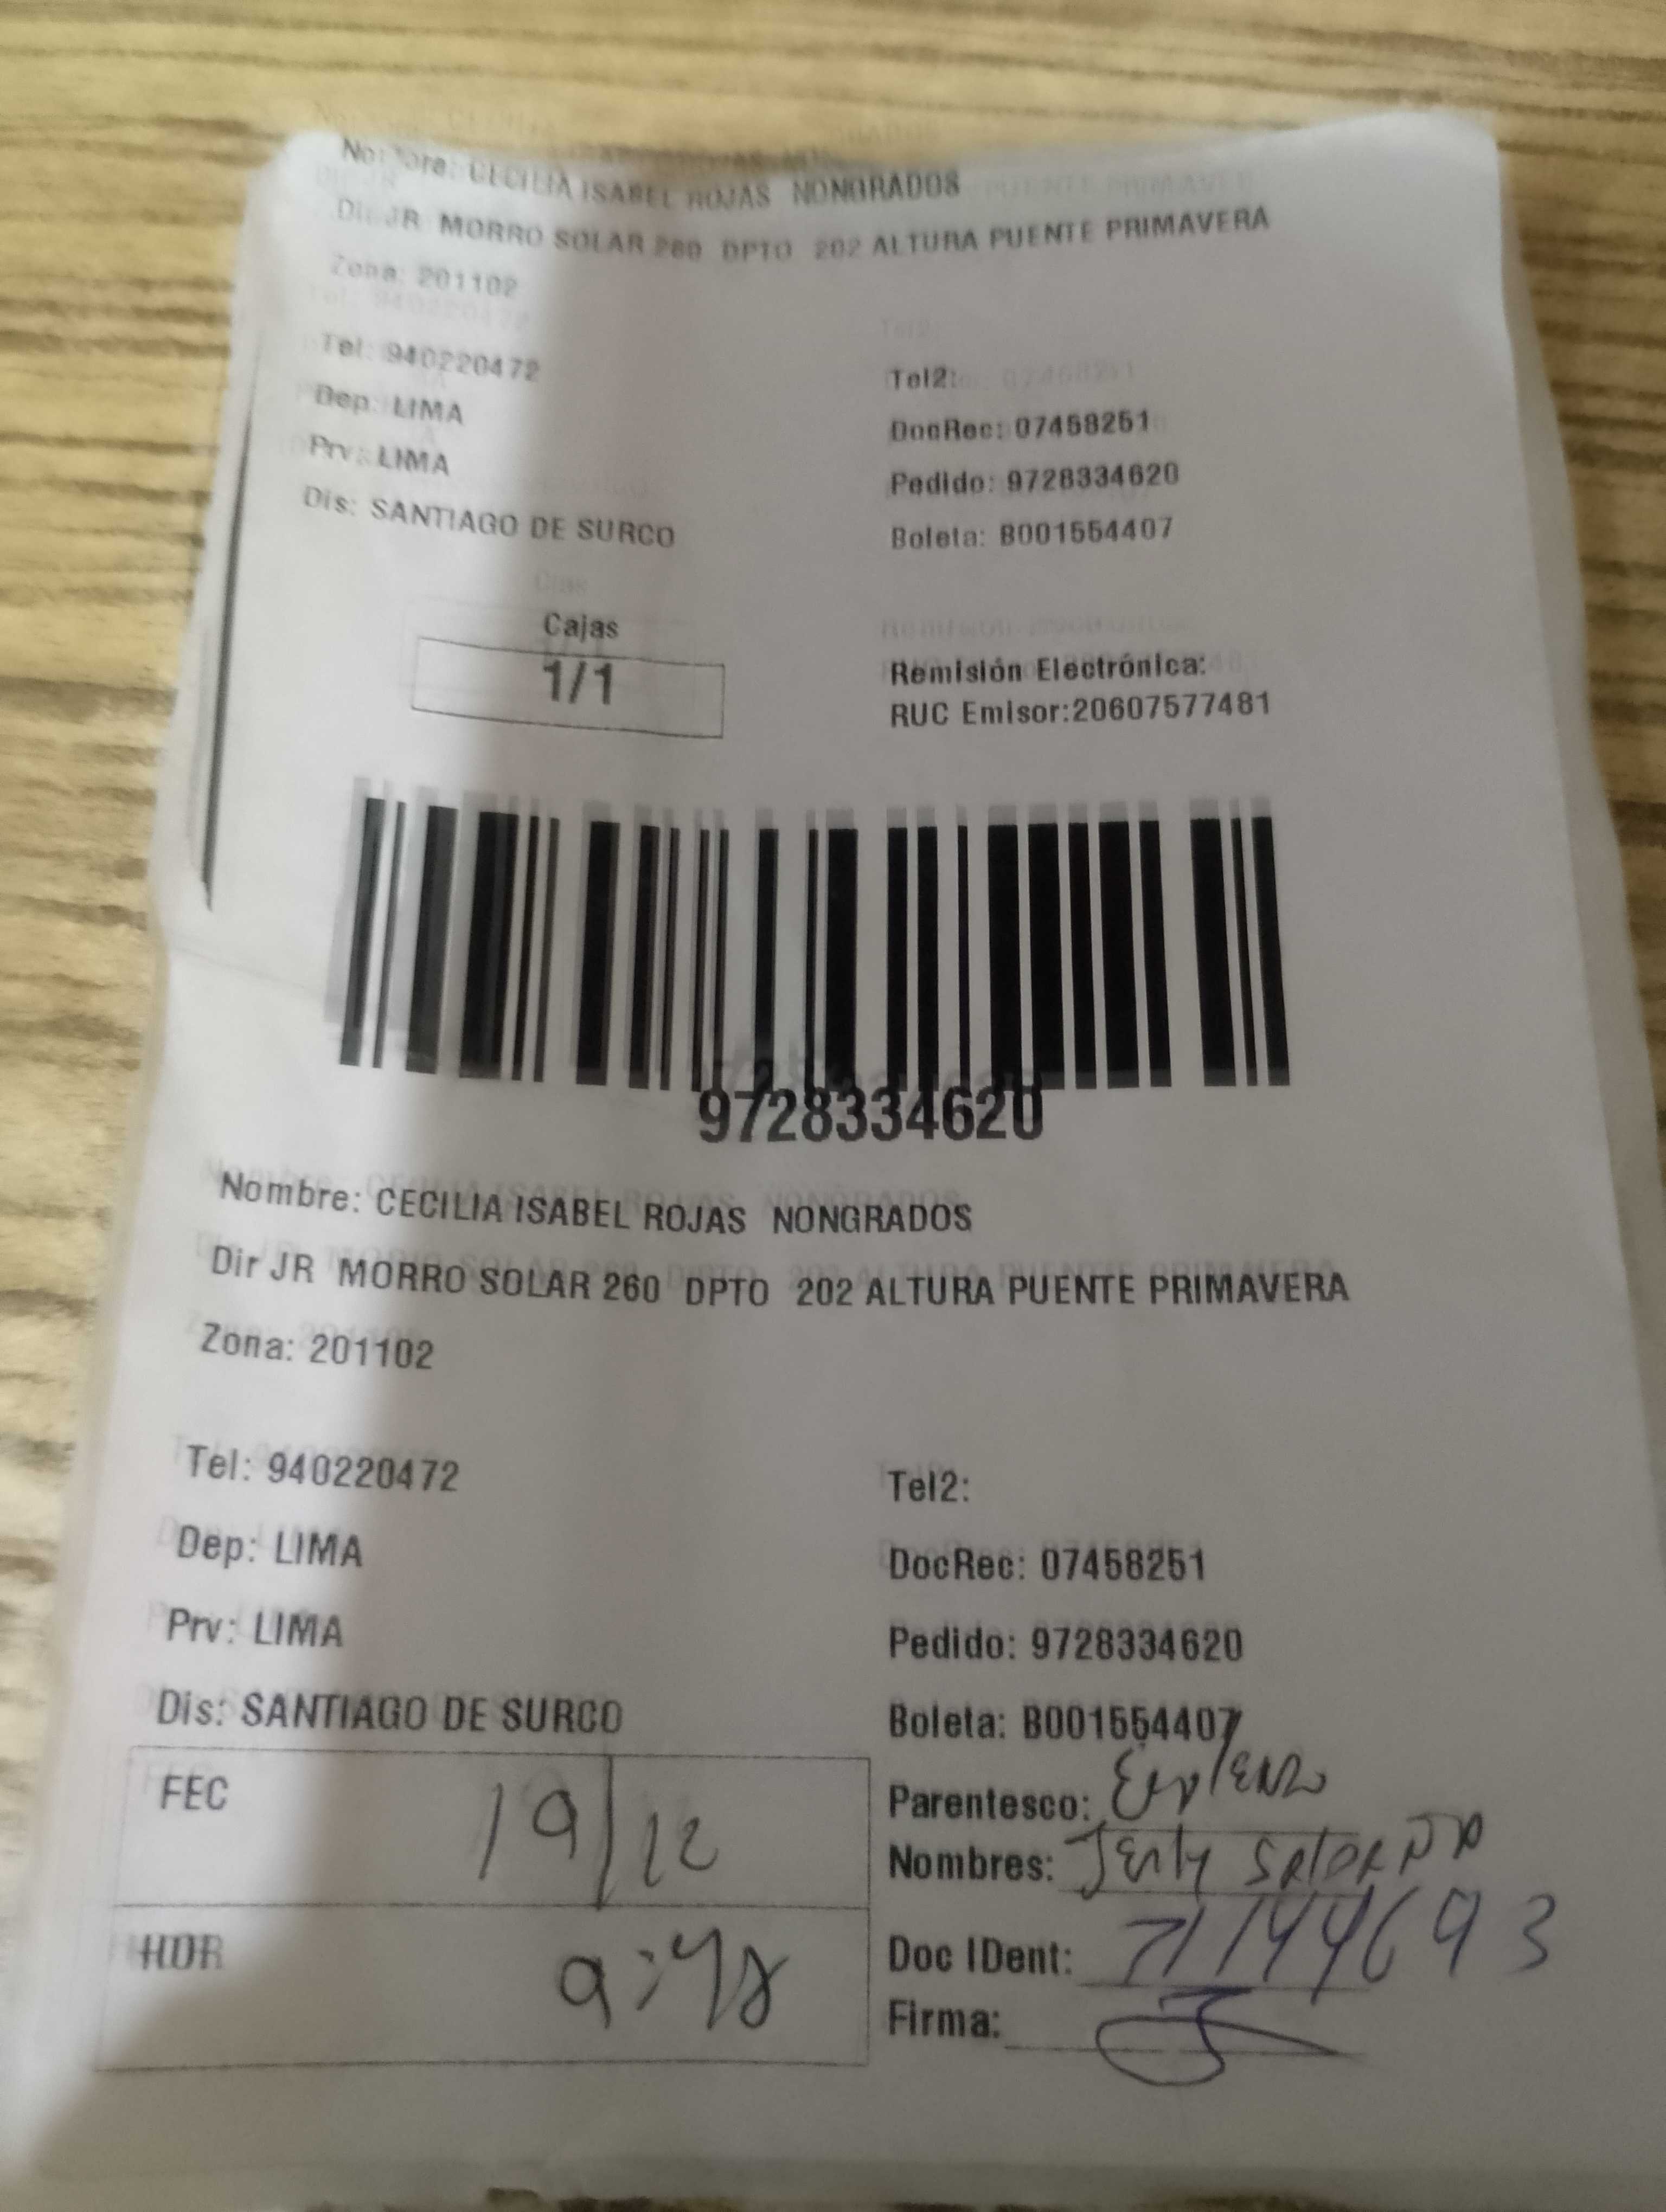 Nombre: CECILIA ISABEL ROJAS NONGRADOS
Dir JR MORRO SOLAR 260 DPTO 202 ALTURA PUENTE PRIMAVERA
Zona: 201102
Tel: 940220472 Tel2:
Dep: LIMA DocRec: 07458251
Prv: LIMA Pedido: 9728334620
Dis: SANTIAGO DE SURCO Boleta: B001554407
Cajas
1/1
Remisión Electrónica:
RUC Emisor:20607577481
9728334620
Nombre: CECILIA ISABEL ROJAS NONGRADOS
Dir JR MORRO SOLAR 260 DPTO 202 ALTURA PUENTE PRIMAVERA
Zona: 201102
Tel: 940220472 Tel2:
Dep: LIMA DocRec: 07458251
Prv: LIMA Pedido: 9728334620
Dis: SANTIAGO DE SURCO Boleta: B001554407
FEC 19/12
Parentesco:
Nombres:
HOR 9:48
Doc IDent: 71144693
Firma: